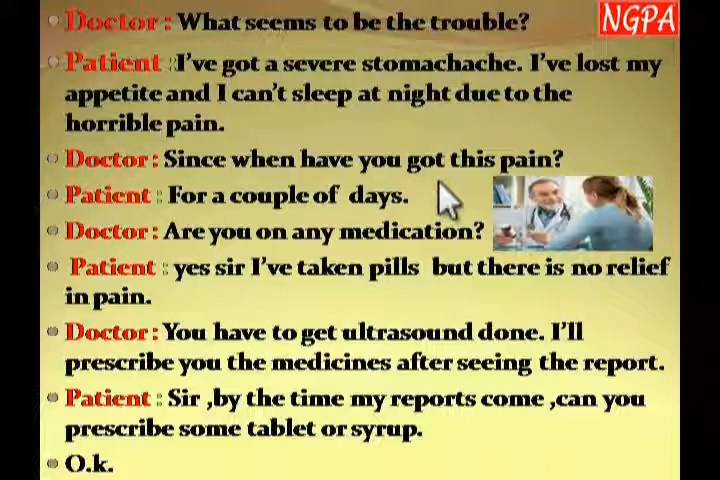 Doctor : What seems to be the trouble?
NGPA
Patient : I've got a severe stomachache. I've lost my
appetite and I can't sleep at night due to the
horrible pain.
Doctor : Since when have you got this pain?
Patient : For a couple of days.
Doctor : Are you on any medication?
Patient : yes sir I've taken pills but there is no relief
in pain.
Doctor : You have to get ultrasound done. I'll
prescribe you the medicines after seeing the report.
Patient : Sir ,by the time my reports come ,can you
prescribe some tablet or syrup.
O.k.